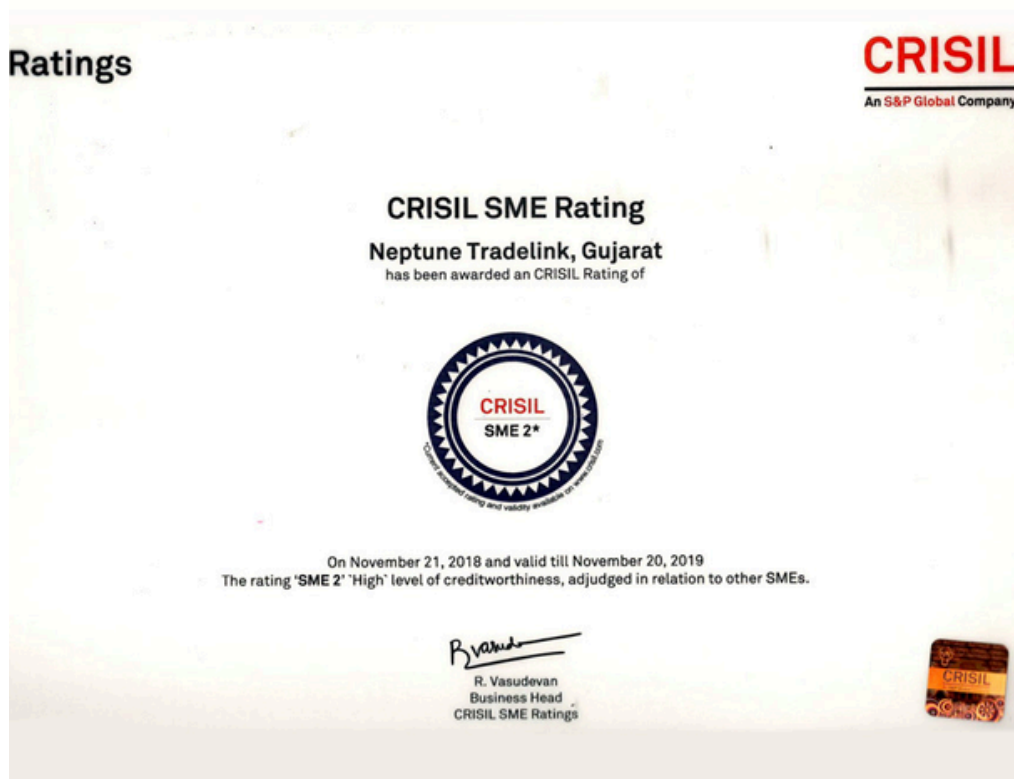 Ratings
CRISIL
An S&P Global Company
CRISIL SME Rating
Neptune Tradelink, Gujarat
has been awarded an CRISIL Rating of
CRISIL
SME 2*
*Current accepted rating and validity available on www.crisil.com
On November 21, 2018 and valid till November 20, 2019
The rating 'SME 2' `High` level of creditworthiness, adjudged in relation to other SMEs.
R. Vasudevan
Business Head
CRISIL SME Ratings
CRISIL